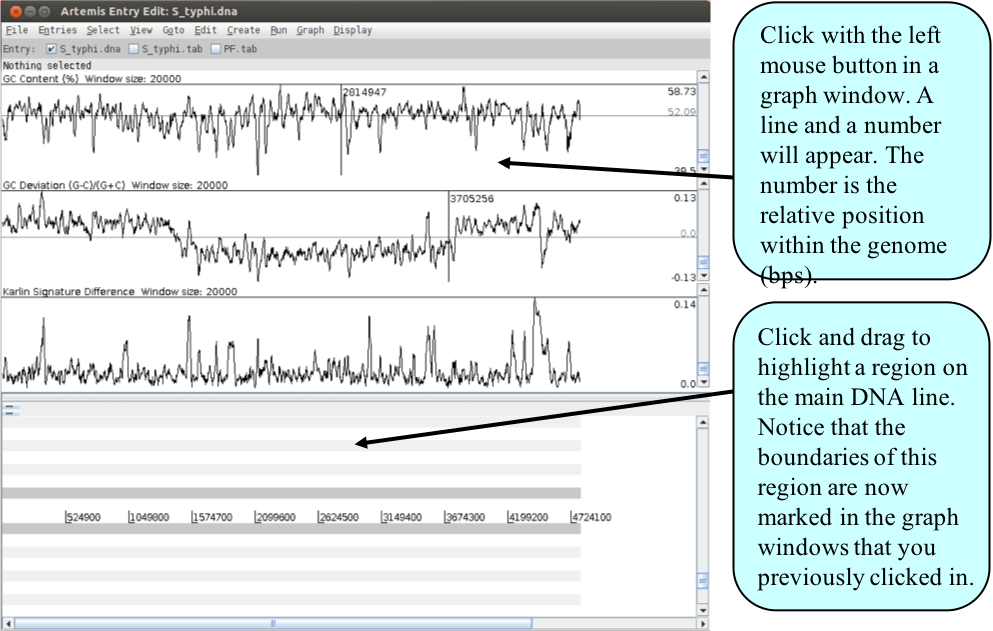 Artemis Entry Edit: S_typhi.dna
File Entries Select View Goto Edit Create Run Graph Display
Entry: S_typhi.dna S_typhi.tab PF.tab
Nothing selected
GC Content (%) Window size: 20000
2814947
58.73
52.09
39.5
GC Deviation (G-C)/(G+C) Window size: 20000
3705256
0.13
0.0
-0.13
Karlin Signature Difference Window size: 20000
0.14
0.0
524900 1049800 1574700 2099600 2624500 3149400 3674300 4199200 4724100
Click with the left
mouse button in a
graph window. A
line and a number
will appear. The
number is the
relative position
within the genome
(bps).
Click and drag to
highlight a region on
the main DNA line.
Notice that the
boundaries of this
region are now
marked in the graph
windows that you
previously clicked in.